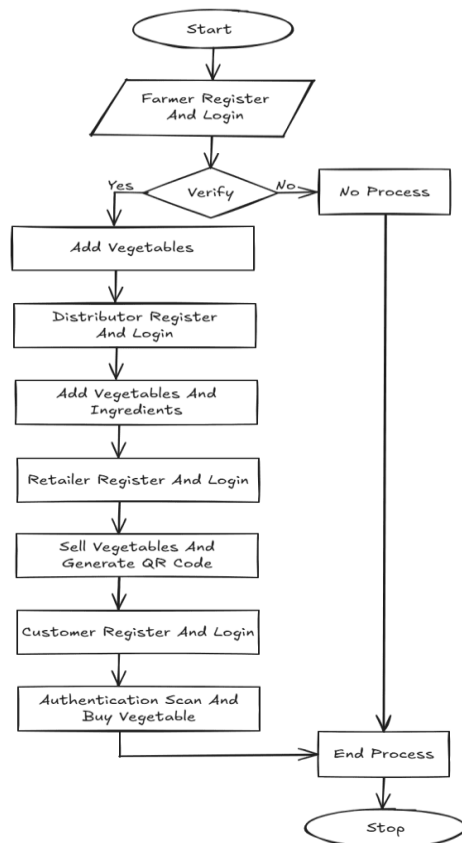 Start
Farmer Register
And Login
Yes
Verify
No
No Process
Add Vegetables
Distributor Register
And Login
Add Vegetables And
Ingredients
Retailer Register And Login
Sell Vegetables And
Generate QR Code
Customer Register And Login
Authentication Scan And
Buy Vegetable
End Process
Stop